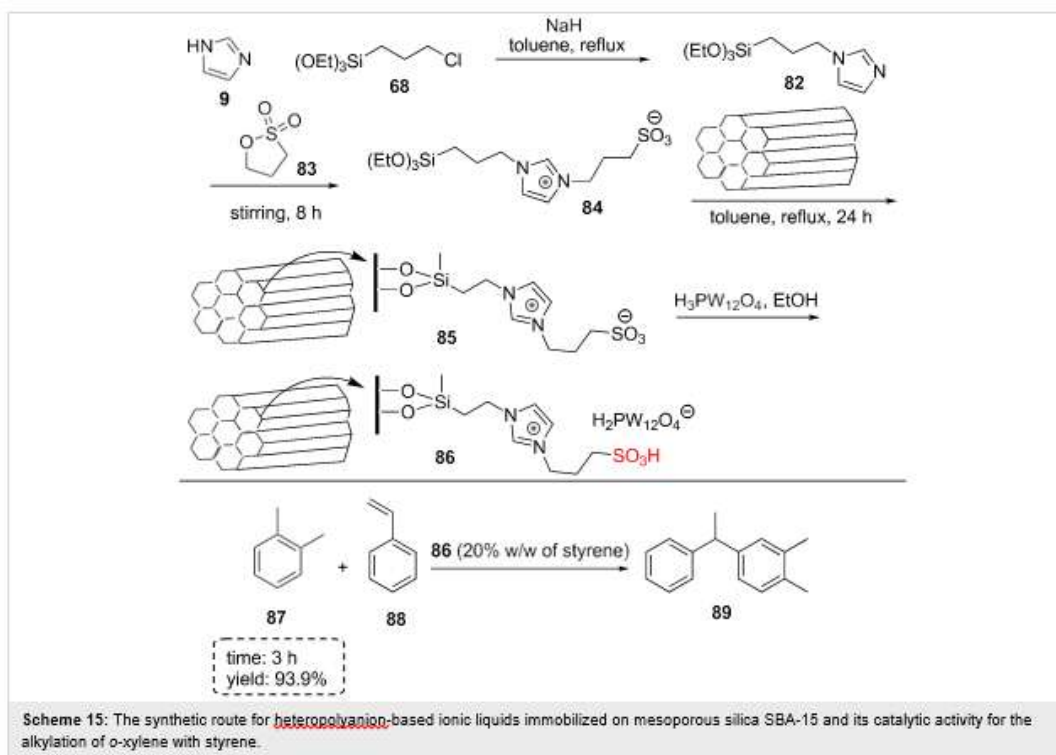 NaH
toluene, reflux
HN
N
9
(OEt)₃Si
Cl
68
(EtO)₃Si
N
N
82
O
O
S
O
83
stirring, 8 h
(EtO)₃Si
N
⊕
N
⊖
SO₃
84
toluene, reflux, 24 h
O
O
Si
N
⊕
N
⊖
SO₃
85
H₃PW₁₂O₄, EtOH
O
O
Si
N
⊕
N
SO₃H
H₂PW₁₂O₄⊖
86
87
+
88
86 (20% w/w of styrene)
89
time: 3 h
yield: 93.9%
Scheme 15: The synthetic route for heteropolyanion-based ionic liquids immobilized on mesoporous silica SBA-15 and its catalytic activity for the
alkylation of o-xylene with styrene.